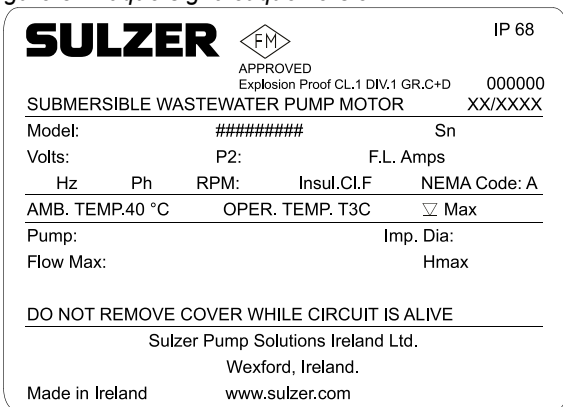 SULZER
FM
APPROVED
IP 68
Explosion Proof CL.1 DIV.1 GR.C+D 000000
SUBMERSIBLE WASTEWATER PUMP MOTOR XX/XXXX
Model: ######### Sn
Volts: P2: F.L. Amps
Hz Ph RPM: Insul.Cl.F NEMA Code: A
AMB. TEMP.40 °C OPER. TEMP. T3C ▽ Max
Pump: Imp. Dia:
Flow Max: Hmax
DO NOT REMOVE COVER WHILE CIRCUIT IS ALIVE
Sulzer Pump Solutions Ireland Ltd.
Wexford, Ireland.
Made in Ireland www.sulzer.com